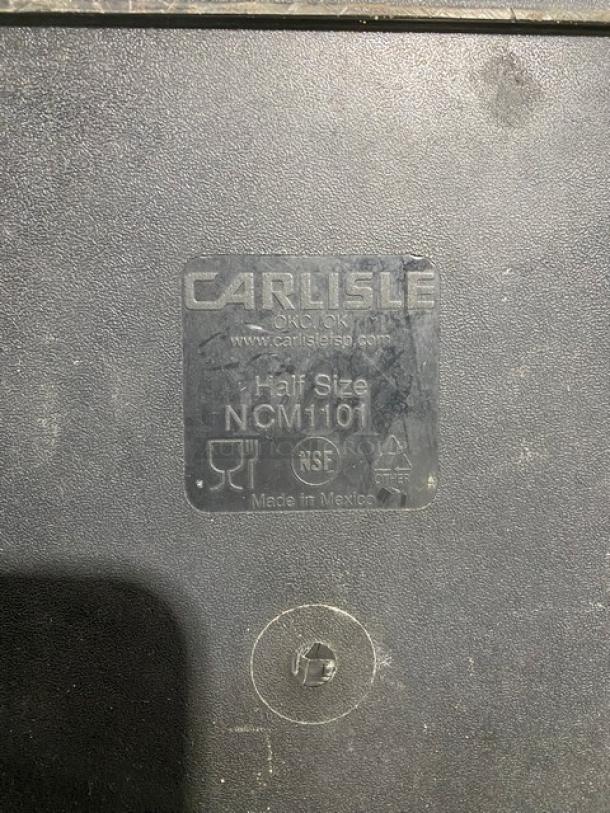 CARLISLE
OKC, OK
www.carlislefsp.com
Half Size
NCM1101
NSF
OTHER
Made in Mexico